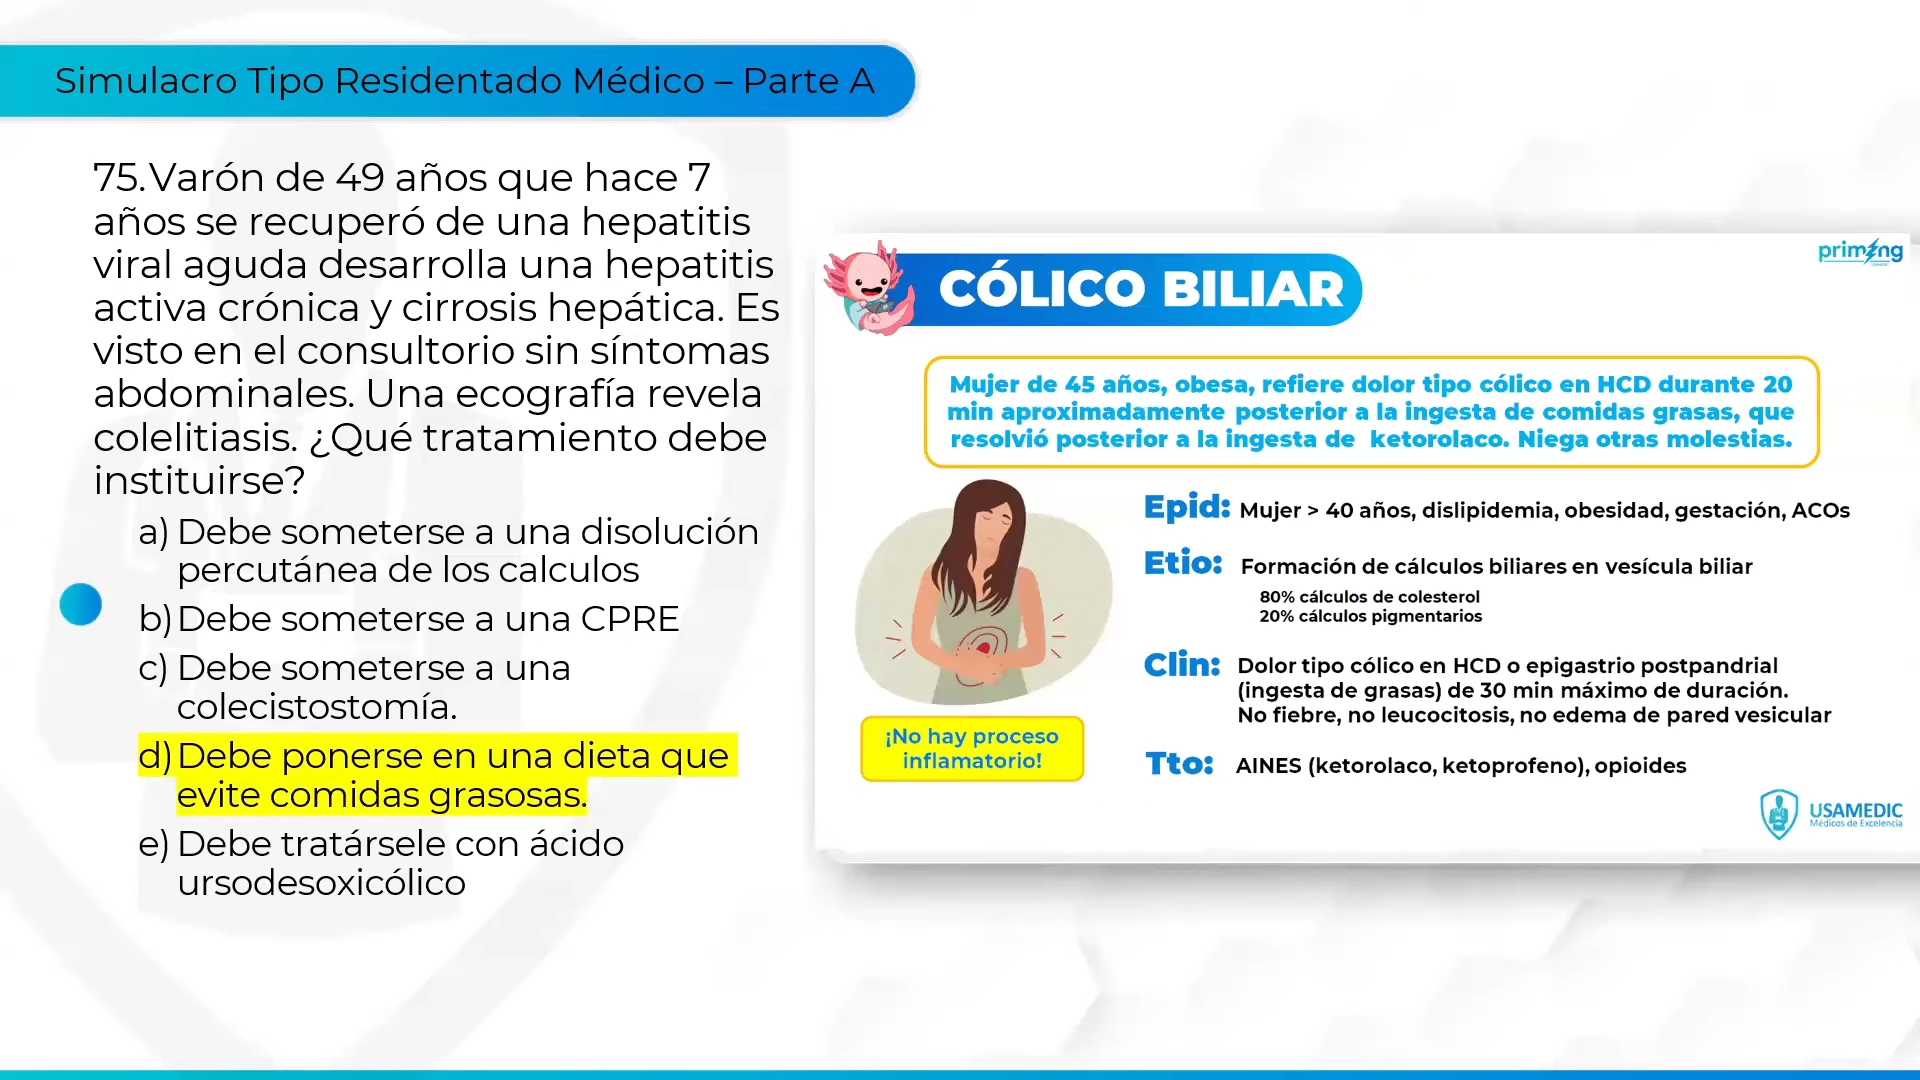 Simulacro Tipo Residentado Médico – Parte A
75.Varón de 49 años que hace 7
años se recuperó de una hepatitis
viral aguda desarrolla una hepatitis
activa crónica y cirrosis hepática. Es
visto en el consultorio sin síntomas
abdominales. Una ecografía revela
colelitiasis. ¿Qué tratamiento debe
instituirse?
a) Debe someterse a una disolución
percutánea de los calculos
b) Debe someterse a una CPRE
c) Debe someterse a una
colecistostomía.
d) Debe ponerse en una dieta que
evite comidas grasosas.
e) Debe tratársele con ácido
ursodesoxicólico
priming
CÓLICO BILIAR
Mujer de 45 años, obesa, refiere dolor tipo cólico en HCD durante 20
min aproximadamente posterior a la ingesta de comidas grasas, que
resolvió posterior a la ingesta de ketorolaco. Niega otras molestias.
Epid: Mujer > 40 años, dislipidemia, obesidad, gestación, ACOs
Etio: Formación de cálculos biliares en vesícula biliar
80% cálculos de colesterol
20% cálculos pigmentarios
Clin: Dolor tipo cólico en HCD o epigastrio postpandrial
(ingesta de grasas) de 30 min máximo de duración.
No fiebre, no leucocitosis, no edema de pared vesicular
¡No hay proceso
inflamatorio!
Tto: AINES (ketorolaco, ketoprofeno), opioides
USAMEDIC
Médicos de Excelencia